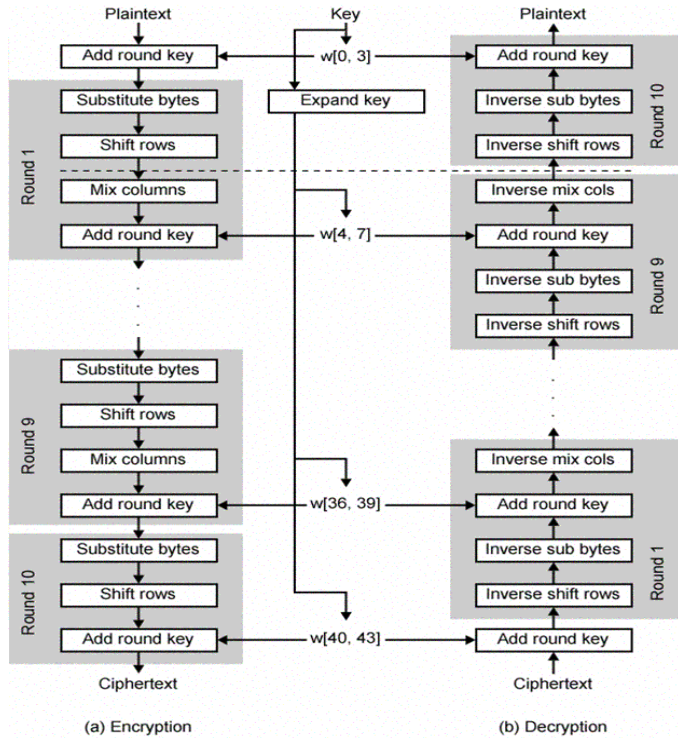 Plaintext
Add round key
Round 1
Substitute bytes
Shift rows
Mix columns
Add round key
Round 9
Substitute bytes
Shift rows
Mix columns
Add round key
Round 10
Substitute bytes
Shift rows
Add round key
Ciphertext
(a) Encryption
Key
w[0, 3]
Expand key
w[4, 7]
w[36, 39]
w[40, 43]
Plaintext
Add round key
Inverse sub bytes
Inverse shift rows
Round 10
Inverse mix cols
Add round key
Inverse sub bytes
Inverse shift rows
Round 9
Inverse mix cols
Add round key
Inverse sub bytes
Inverse shift rows
Round 1
Add round key
Ciphertext
(b) Decryption